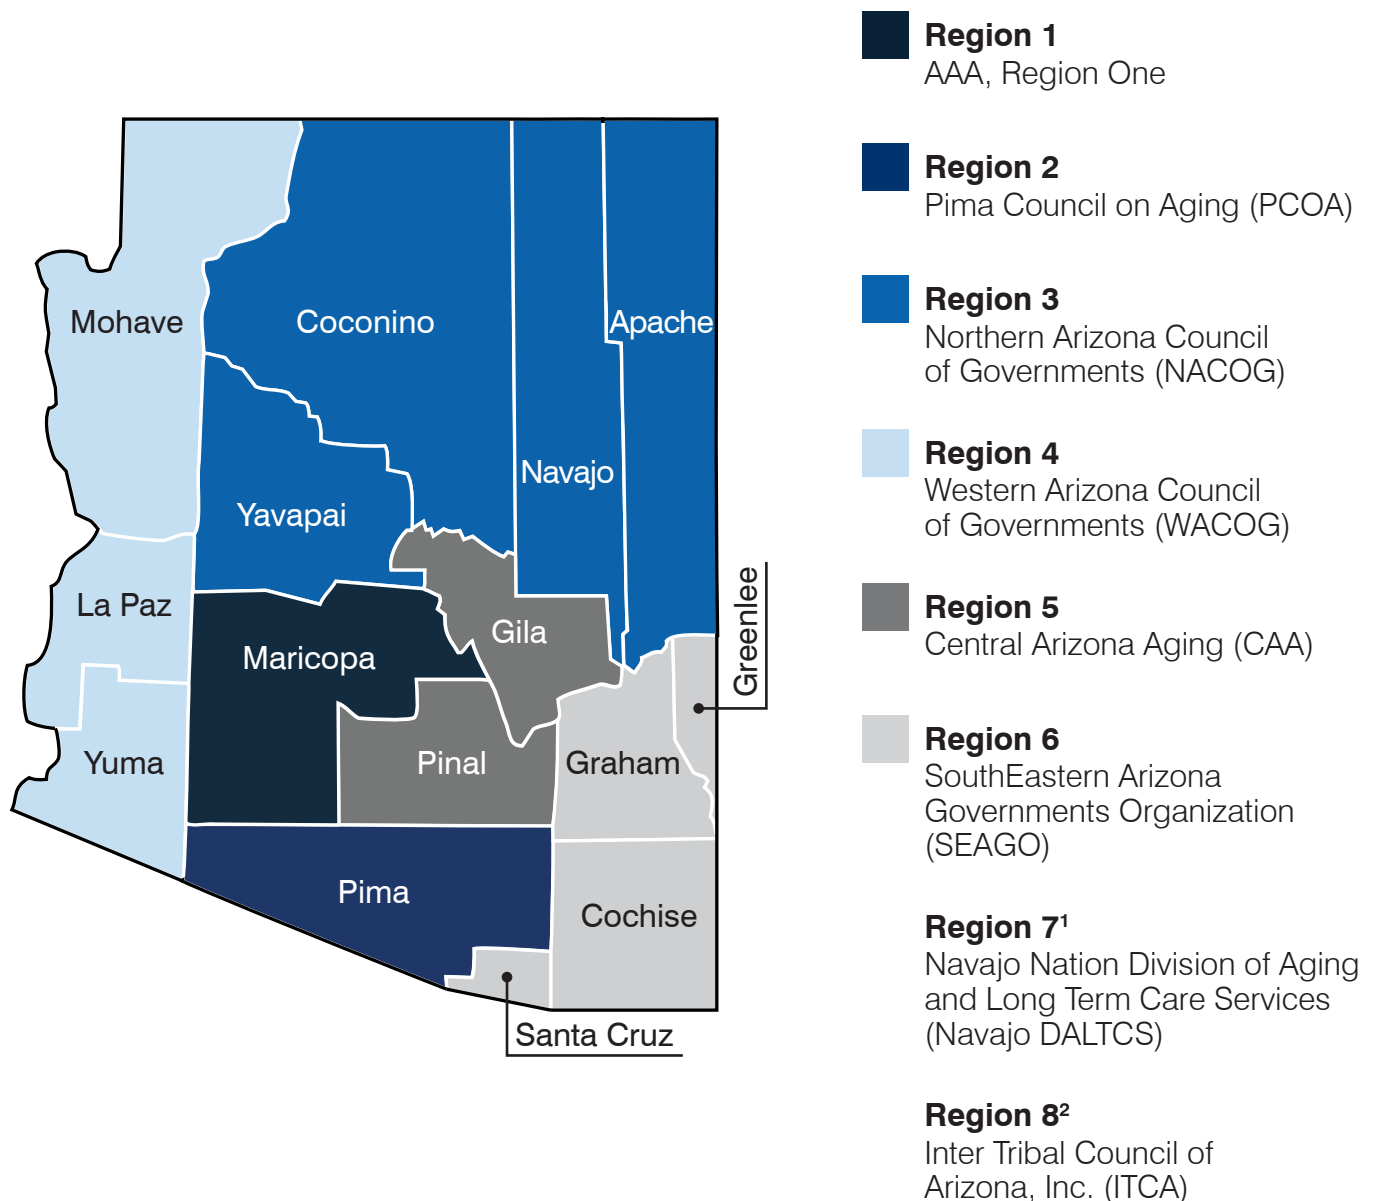 Region 1
AAA, Region One
Region 2
Pima Council on Aging (PCOA)
Region 3
Northern Arizona Council
of Governments (NACOG)
Region 4
Western Arizona Council
of Governments (WACOG)
Region 5
Central Arizona Aging (CAA)
Region 6
SouthEastern Arizona
Governments Organization
(SEAGO)
Region 7¹
Navajo Nation Division of Aging
and Long Term Care Services
(Navajo DALTCS)
Region 8²
Inter Tribal Council of
Arizona, Inc. (ITCA)
Mohave
Coconino
Apache
Navajo
Yavapai
La Paz
Greenlee
Gila
Maricopa
Yuma
Pinal
Graham
Pima
Cochise
Santa Cruz